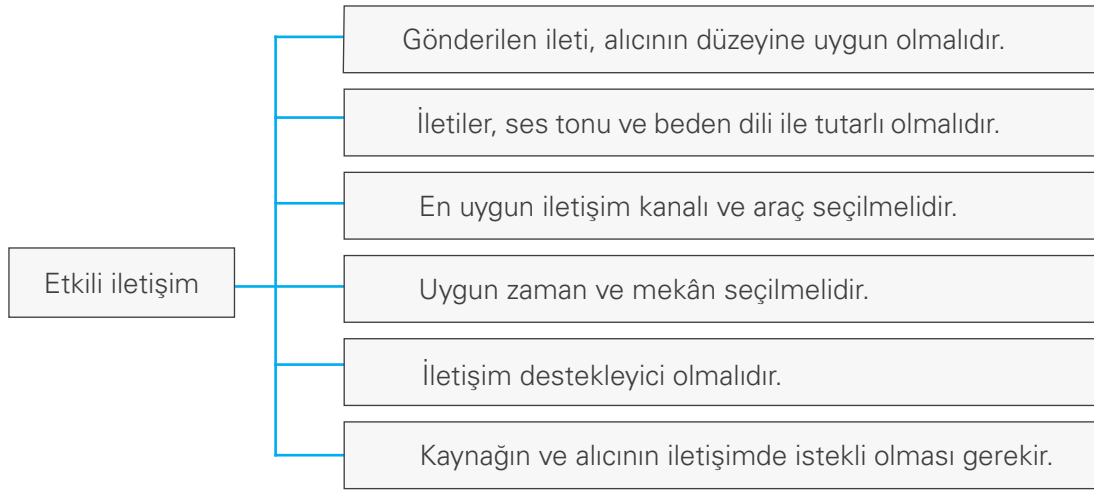 Gönderilen ileti, alıcının düzeyine uygun olmalıdır.
İletiler, ses tonu ve beden dili ile tutarlı olmalıdır.
En uygun iletişim kanalı ve araç seçilmelidir.
Etkili iletişim
Uygun zaman ve mekân seçilmelidir.
İletişim destekleyici olmalıdır.
Kaynağın ve alıcının iletişimde istekli olması gerekir.